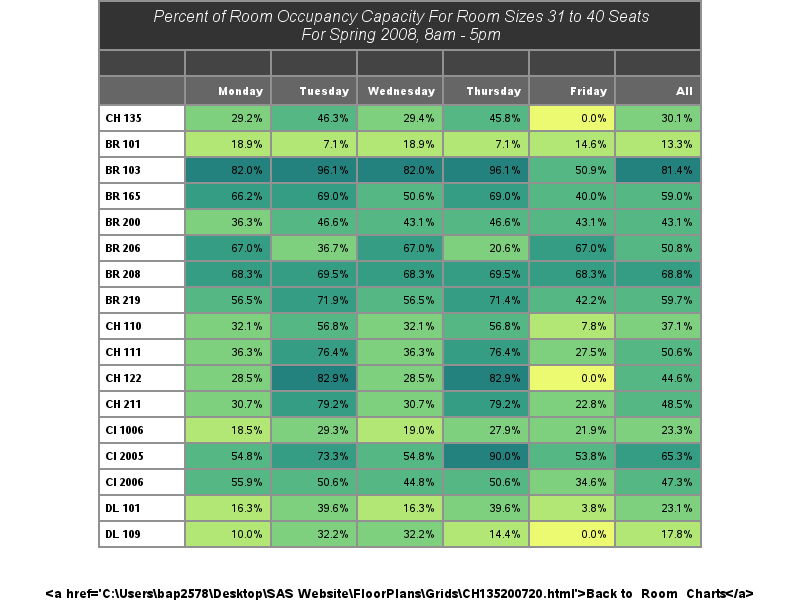 Percent of Room Occupancy Capacity For Room Sizes 31 to 40 Seats
For Spring 2008, 8am - 5pm
Monday Tuesday Wednesday Thursday Friday All
CH 135 29.2% 46.3% 29.4% 45.8% 0.0% 30.1%
BR 101 18.9% 7.1% 18.9% 7.1% 14.6% 13.3%
BR 103 82.0% 96.1% 82.0% 96.1% 50.9% 81.4%
BR 165 66.2% 69.0% 50.6% 69.0% 40.0% 59.0%
BR 200 36.3% 46.6% 43.1% 46.6% 43.1% 43.1%
BR 206 67.0% 36.7% 67.0% 20.6% 67.0% 50.8%
BR 208 68.3% 69.5% 68.3% 69.5% 68.3% 68.8%
BR 219 56.5% 71.9% 56.5% 71.4% 42.2% 59.7%
CH 110 32.1% 56.8% 32.1% 56.8% 7.8% 37.1%
CH 111 36.3% 76.4% 36.3% 76.4% 27.5% 50.6%
CH 122 28.5% 82.9% 28.5% 82.9% 0.0% 44.6%
CH 211 30.7% 79.2% 30.7% 79.2% 22.8% 48.5%
CI 1006 18.5% 29.3% 19.0% 27.9% 21.9% 23.3%
CI 2005 54.8% 73.3% 54.8% 90.0% 53.8% 65.3%
CI 2006 55.9% 50.6% 44.8% 50.6% 34.6% 47.3%
DL 101 16.3% 39.6% 16.3% 39.6% 3.8% 23.1%
DL 109 10.0% 32.2% 32.2% 14.4% 0.0% 17.8%
<a href='C:\Users\bap2578\Desktop\SAS Website\FloorPlans\Grids\CH135200720.html'>Back to Room Charts</a>